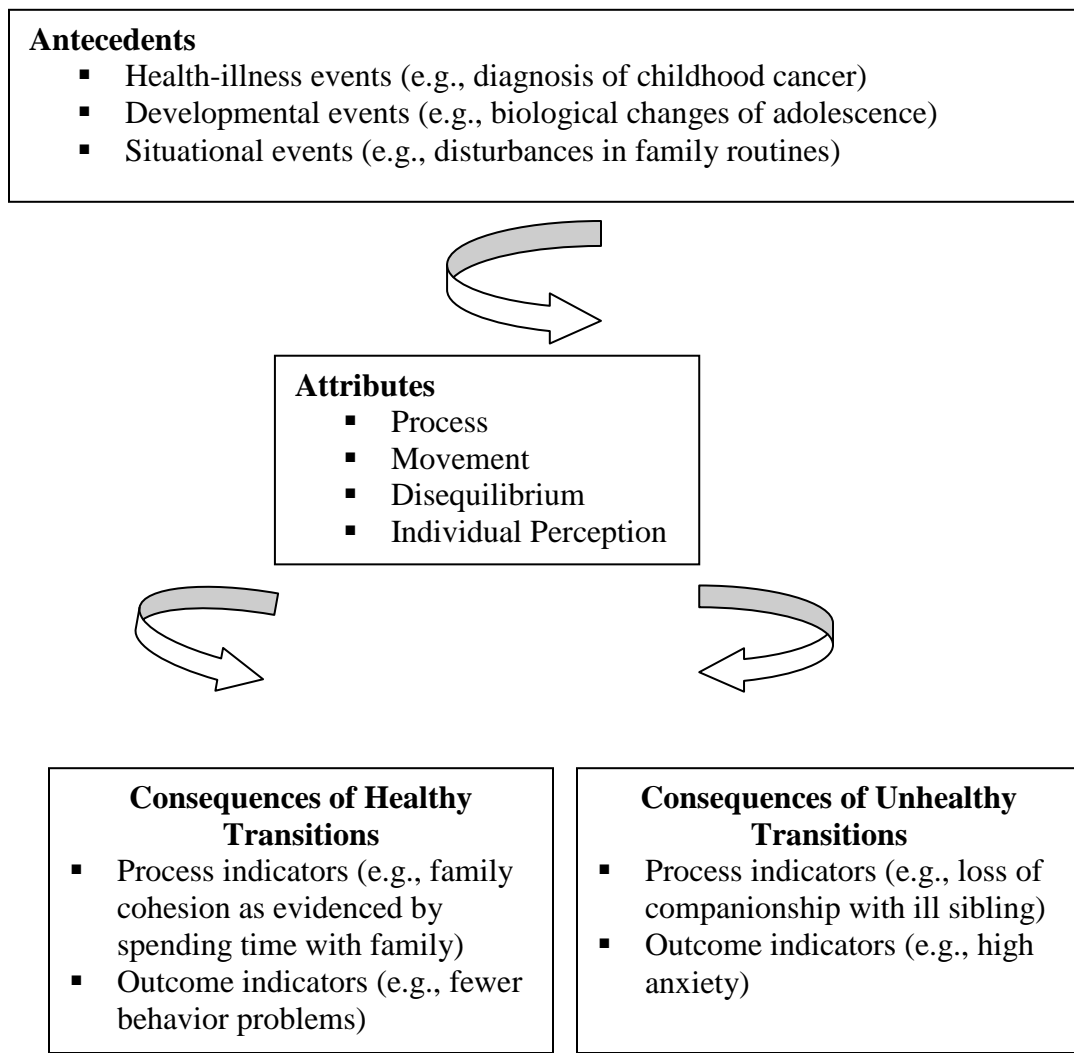 Antecedents
▪ Health-illness events (e.g., diagnosis of childhood cancer)
▪ Developmental events (e.g., biological changes of adolescence)
▪ Situational events (e.g., disturbances in family routines)
Attributes
▪ Process
▪ Movement
▪ Disequilibrium
▪ Individual Perception
Consequences of Healthy
Transitions
▪ Process indicators (e.g., family
cohesion as evidenced by
spending time with family)
▪ Outcome indicators (e.g., fewer
behavior problems)
Consequences of Unhealthy
Transitions
▪ Process indicators (e.g., loss of
companionship with ill sibling)
▪ Outcome indicators (e.g., high
anxiety)